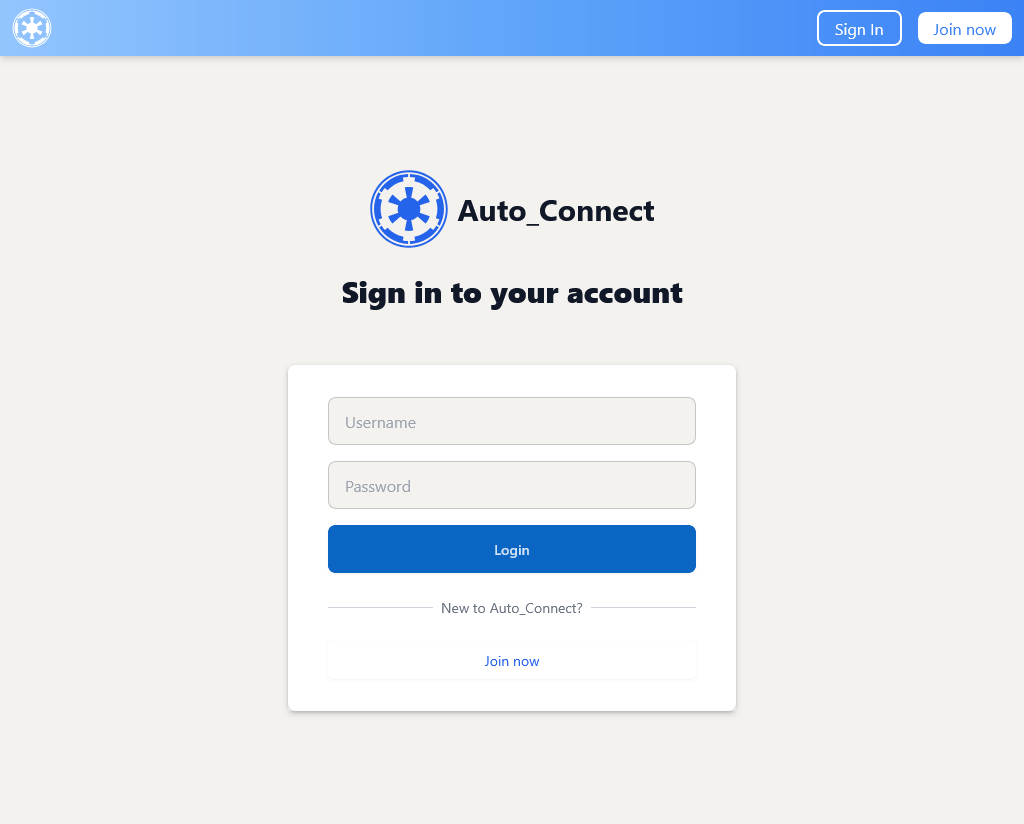 Sign In
Join now
Auto_Connect
Sign in to your account
Username
Password
Login
New to Auto_Connect?
Join now